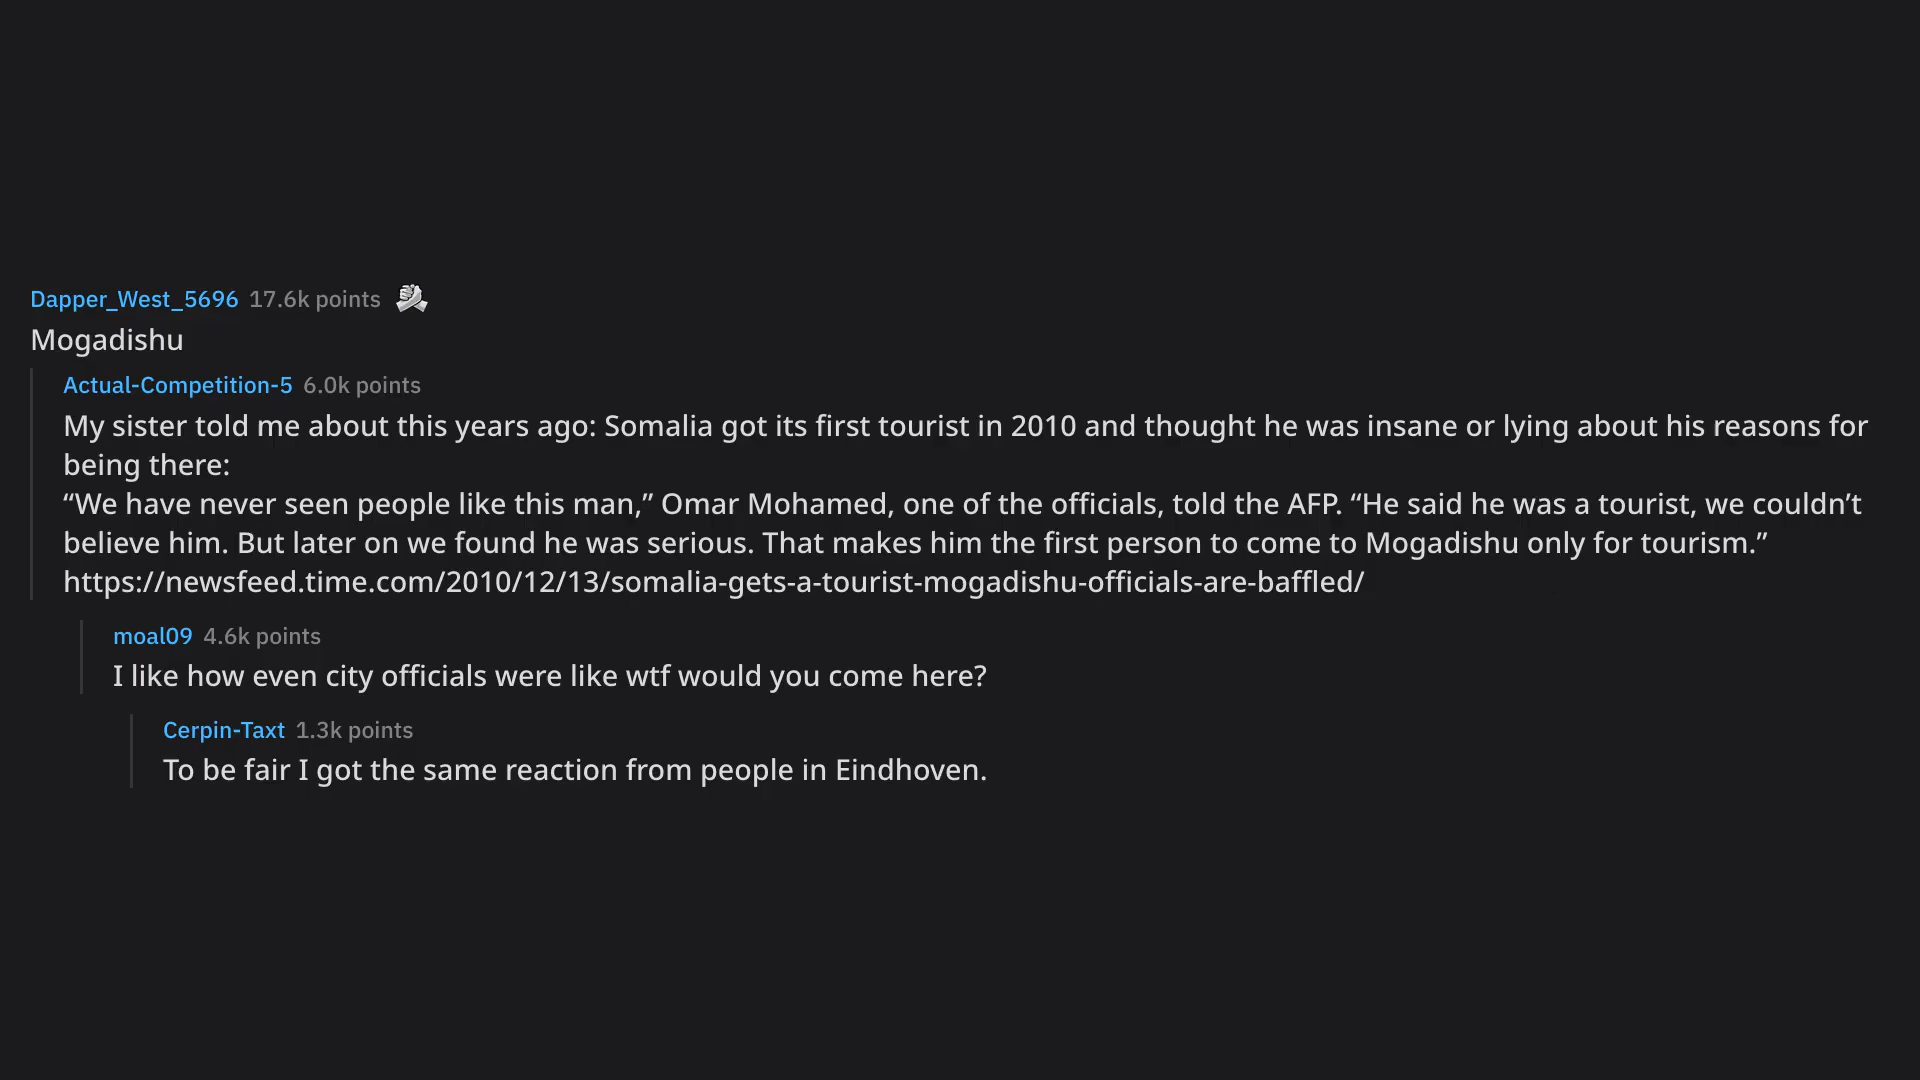 Dapper_West_5696 17.6k points
Mogadishu
Actual-Competition-5 6.0k points
My sister told me about this years ago: Somalia got its first tourist in 2010 and thought he was insane or lying about his reasons for
being there:
“We have never seen people like this man,” Omar Mohamed, one of the officials, told the AFP. “He said he was a tourist, we couldn’t
believe him. But later on we found he was serious. That makes him the first person to come to Mogadishu only for tourism.”
https://newsfeed.time.com/2010/12/13/somalia-gets-a-tourist-mogadishu-officials-are-baffled/
moal09 4.6k points
I like how even city officials were like wtf would you come here?
Cerpin-Taxt 1.3k points
To be fair I got the same reaction from people in Eindhoven.